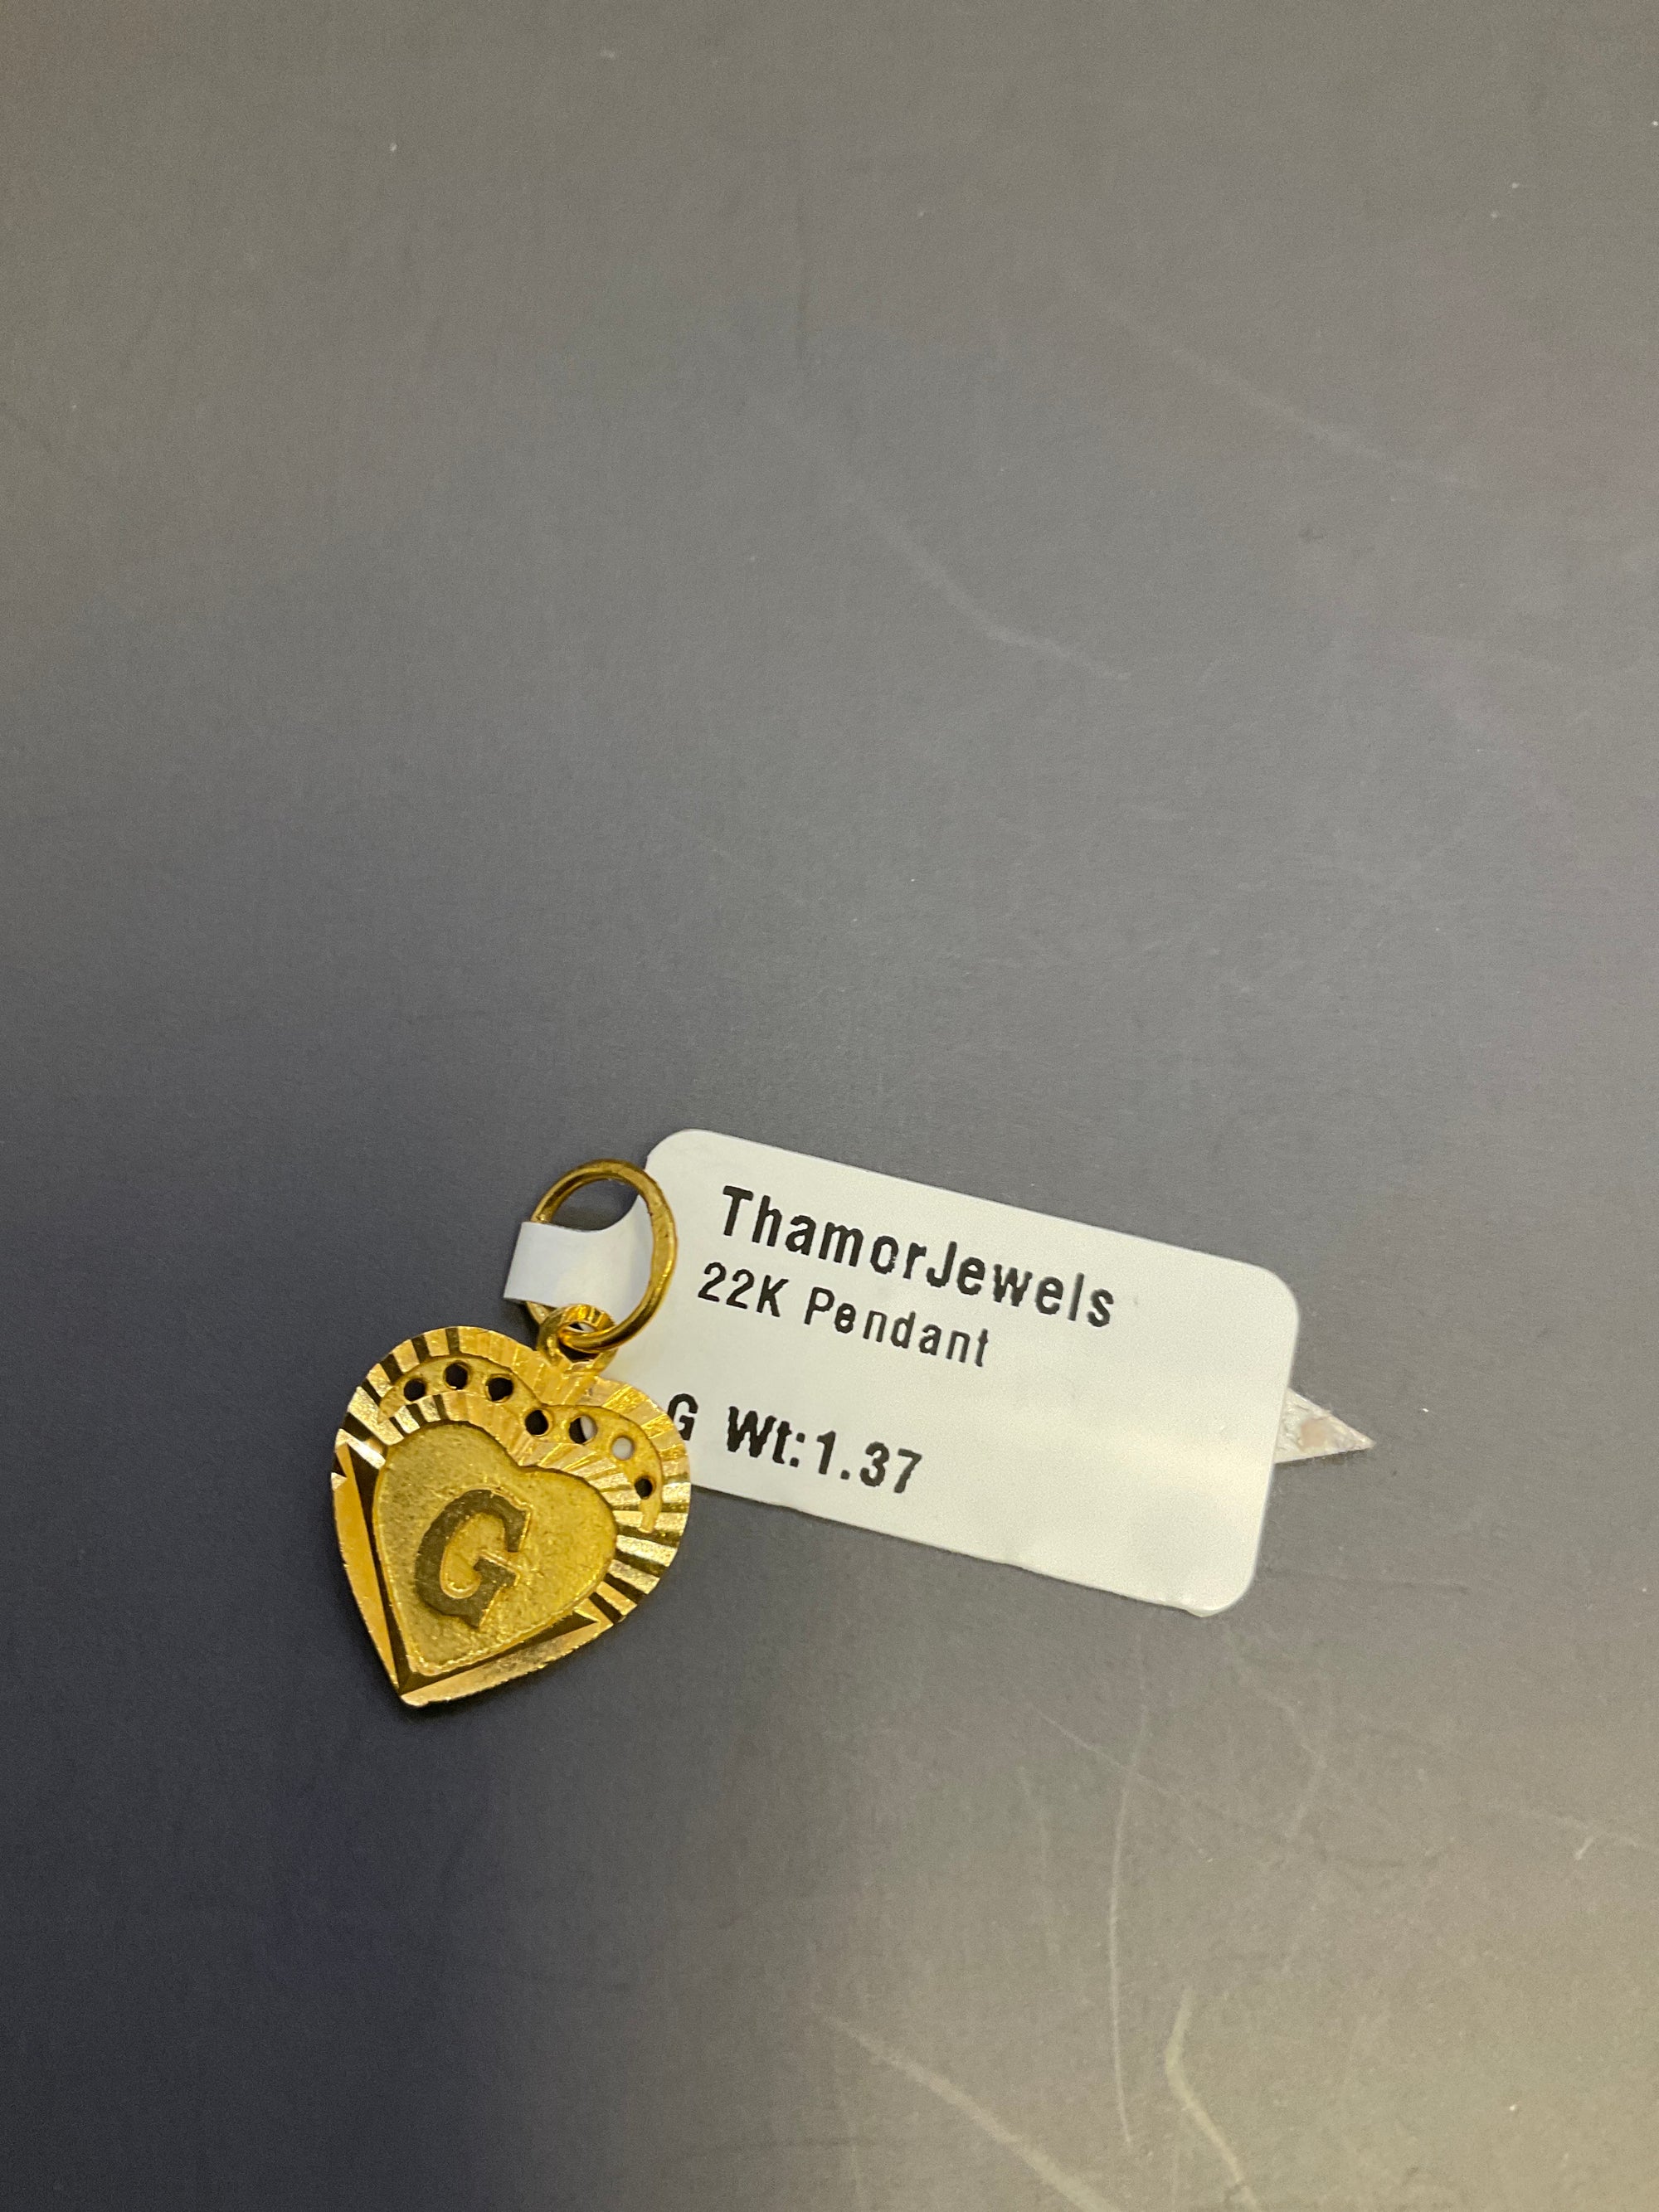 ThamorJewels
22K Pendant
G Wt:1.37
G